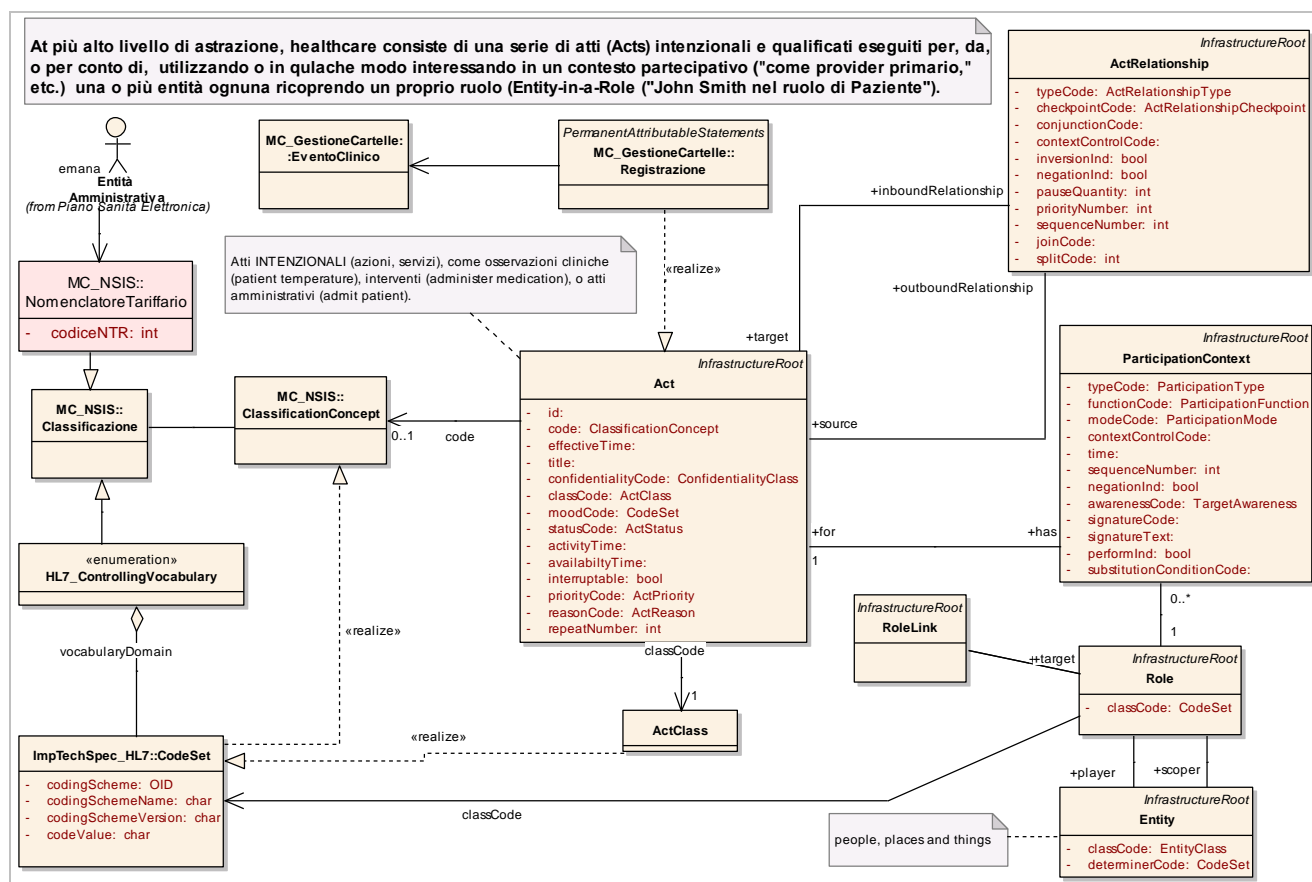 At più alto livello di astrazione, healthcare consiste di una serie di atti (Acts) intenzionali e qualificati eseguiti per, da,
o per conto di, utilizzando o in qulache modo interessando in un contesto partecipativo ("come provider primario,"
etc.) una o più entità ognuna ricoprendo un proprio ruolo (Entity-in-a-Role ("John Smith nel ruolo di Paziente").
emana
Entità
Amministrativa
(from Piano Sanità Elettronica)
MC_GestioneCartelle:
:EventoClinico
PermanentAttributableStatements
MC_GestioneCartelle::
Registrazione
InfrastructureRoot
ActRelationship
- typeCode: ActRelationshipType
- checkpointCode: ActRelationshipCheckpoint
- conjunctionCode:
- contextControlCode:
- inversionInd: bool
- negationInd: bool
- pauseQuantity: int
- priorityNumber: int
- sequenceNumber: int
- joinCode:
- splitCode: int
+inboundRelationship
+outboundRelationship
Atti INTENZIONALI (azioni, servizi), come osservazioni cliniche
(patient temperature), interventi (administer medication), o atti
amministrativi (admit patient).
«realize»
MC_NSIS::
NomenclatoreTariffario
- codiceNTR: int
+target
InfrastructureRoot
Act
- id:
- code: ClassificationConcept
- effectiveTime:
- title:
- confidentialityCode: ConfidentialityClass
- classCode: ActClass
- moodCode: CodeSet
- statusCode: ActStatus
- activityTime:
- availabiltyTime:
- interruptable: bool
- priorityCode: ActPriority
- reasonCode: ActReason
- repeatNumber: int
+source
+for
1
+has
InfrastructureRoot
ParticipationContext
- typeCode: ParticipationType
- functionCode: ParticipationFunction
- modeCode: ParticipationMode
- contextControlCode:
- time:
- sequenceNumber: int
- negationInd: bool
- awarenessCode: TargetAwareness
- signatureCode:
- signatureText:
- performInd: bool
- substitutionConditionCode:
MC_NSIS::
Classificazione
MC_NSIS::
ClassificationConcept
0..1
code
«enumeration»
HL7_ControllingVocabulary
vocabularyDomain
«realize»
classCode
1
ActClass
«realize»
0..*
1
InfrastructureRoot
RoleLink
+target
InfrastructureRoot
Role
- classCode: CodeSet
ImpTechSpec_HL7::CodeSet
- codingScheme: OID
- codingSchemeName: char
- codingSchemeVersion: char
- codeValue: char
classCode
+player
+scoper
people, places and things
InfrastructureRoot
Entity
- classCode: EntityClass
- determinerCode: CodeSet